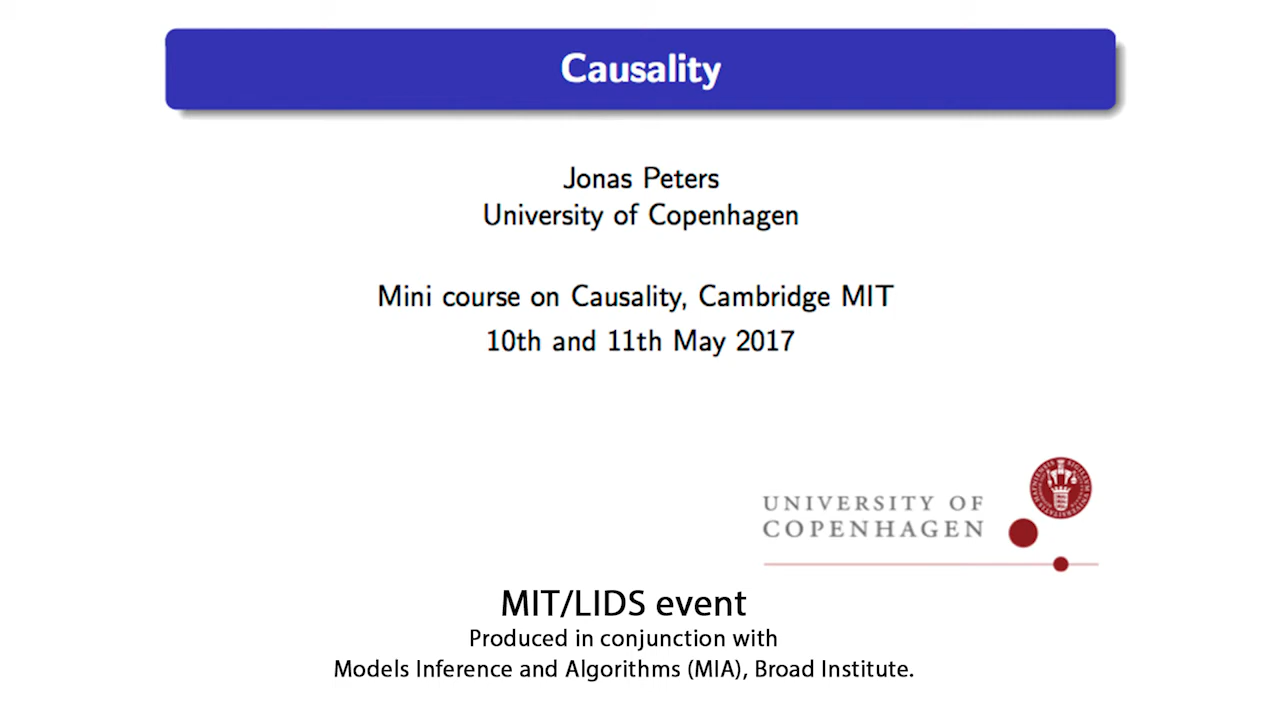 Causality
Jonas Peters
University of Copenhagen
Mini course on Causality, Cambridge MIT
10th and 11th May 2017
UNIVERSITY OF
COPENHAGEN
MIT/LIDS event
Produced in conjunction with
Models Inference and Algorithms (MIA), Broad Institute.